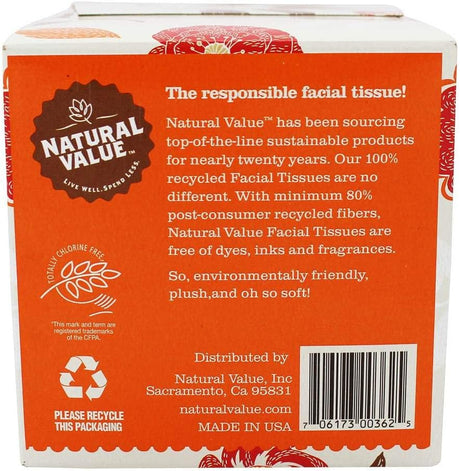 NATURAL
VALUE™
LIVE WELL. SPEND LESS.
The responsible facial tissue!
Natural Value™ has been sourcing
top-of-the-line sustainable products
for nearly twenty years. Our 100%
recycled Facial Tissues are no
different. With minimum 80%
post-consumer recycled fibers,
Natural Value Facial Tissues are
free of dyes, inks and fragrances.
So, environmentally friendly,
plush,and oh so soft!
TOTALLY CHLORINE FREE
"This mark and term are
registered trademarks
of the CFPA.
PLEASE RECYCLE
THIS PACKAGING
Distributed by
Natural Value, Inc
Sacramento, Ca 95831
naturalvalue.com
MADE IN USA
7 06173 00362 5